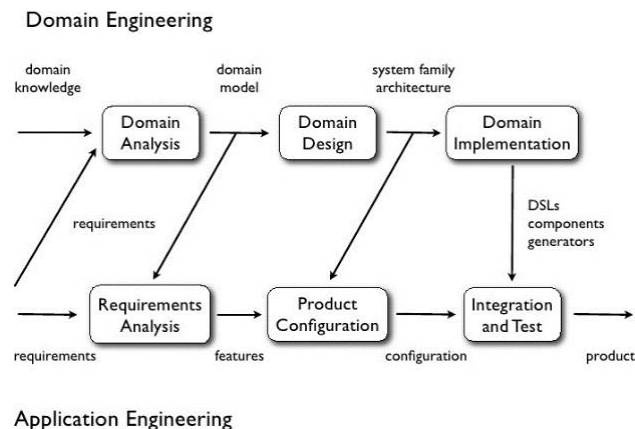 Domain Engineering
domain
knowledge
domain
model
system family
architecture
Domain
Analysis
Domain
Design
Domain
Implementation
requirements
DSLs
components
generators
Requirements
Analysis
Product
Configuration
Integration
and Test
requirements
features
configuration
product
Application Engineering